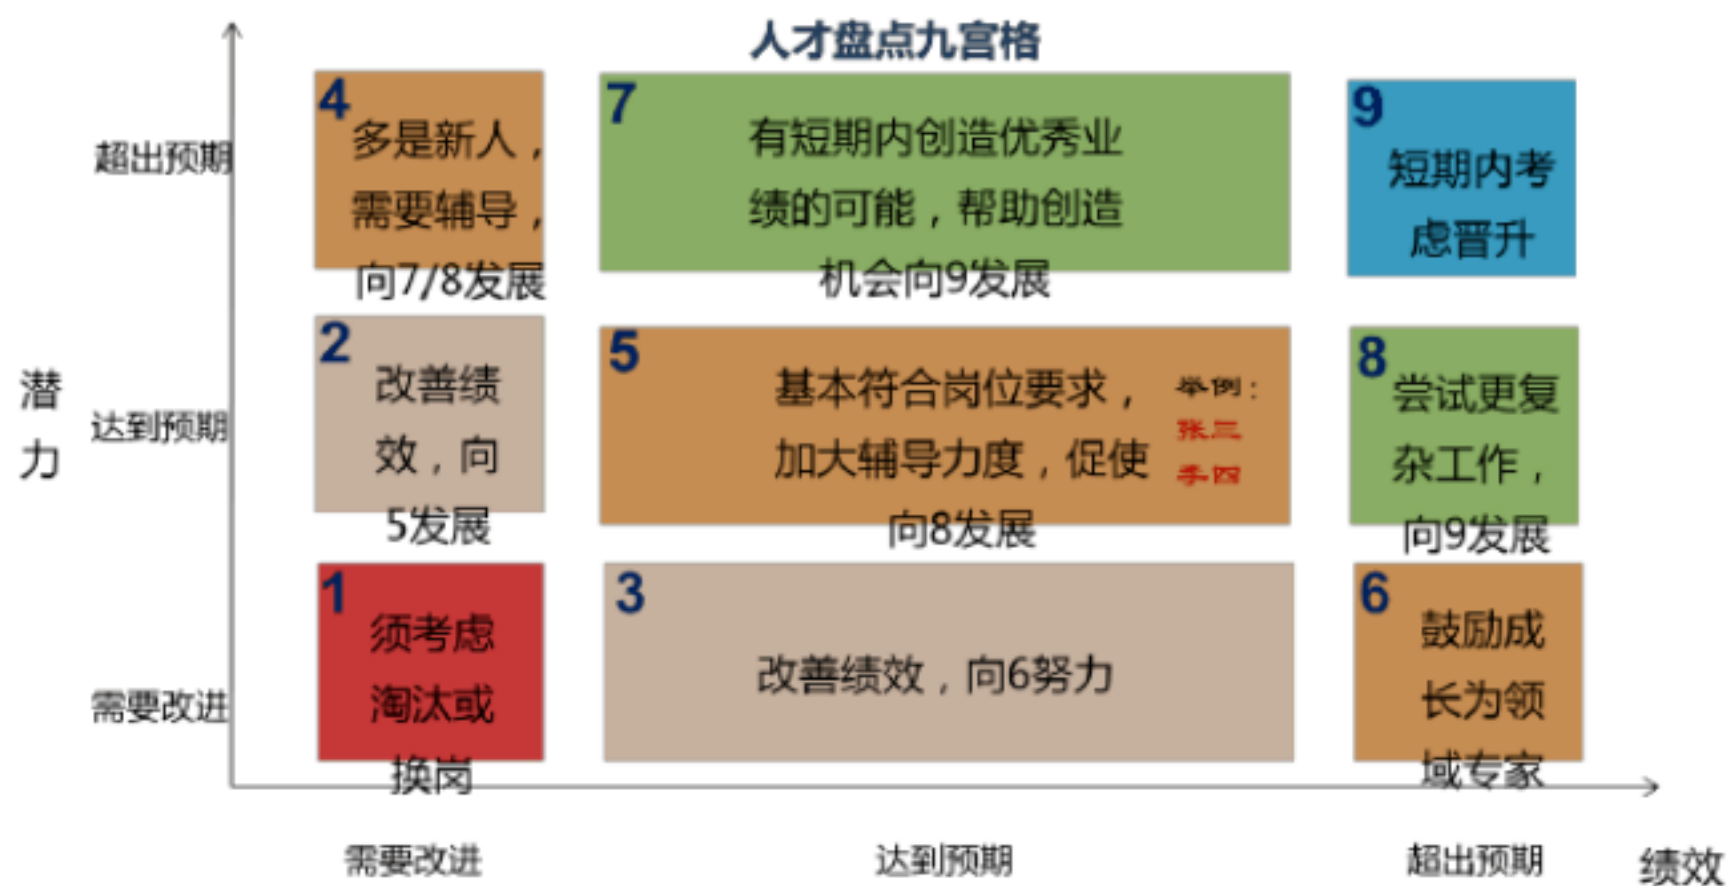 人才盘点九宫格
超出预期
4
多是新人，
需要辅导，
向7/8发展
7
有短期内创造优秀业
绩的可能，帮助创造
机会向9发展
9
短期内考
虑晋升
潜
力
达到预期
2
改善绩
效，向
5发展
5
基本符合岗位要求，
加大辅导力度，促使
向8发展
举例：
张三
季四
8
尝试更复
杂工作，
向9发展
需要改进
1
须考虑
淘汰或
换岗
3
改善绩效，向6努力
6
鼓励成
长为领
域专家
需要改进
达到预期
超出预期
绩效